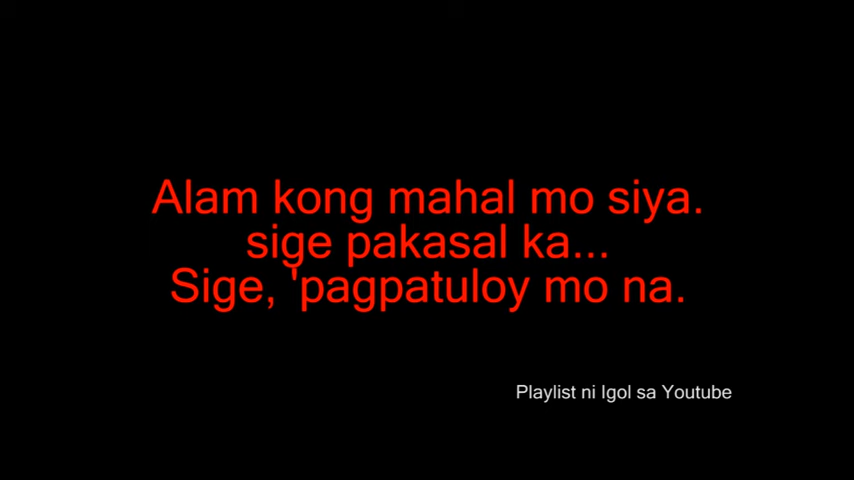 Alam kong mahal mo siya.
sige pakasal ka...
Sige, 'pagpatuloy mo na.
Playlist ni Igol sa Youtube